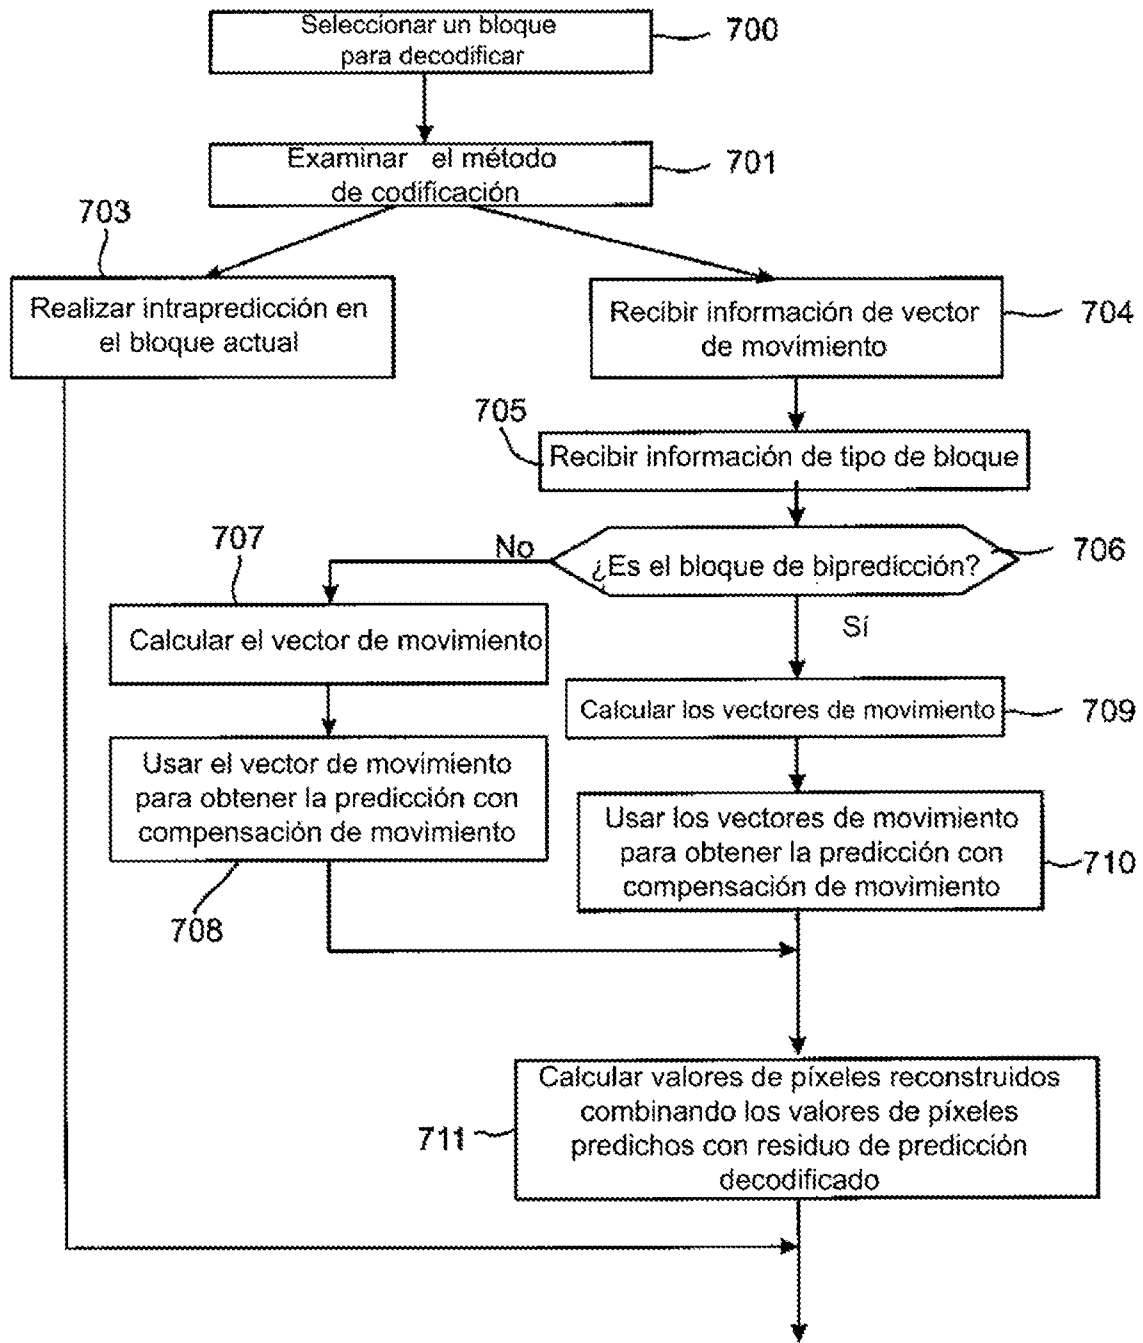 Seleccionar un bloque
para decodificar
700
Examinar el método
de codificación
701
703
Realizar intrapredicción en
el bloque actual
Recibir información de vector
de movimiento
704
705
Recibir información de tipo de bloque
706
¿Es el bloque de bipredicción?
No
Sí
707
Calcular el vector de movimiento
Calcular los vectores de movimiento
709
Usar el vector de movimiento
para obtener la predicción con
compensación de movimiento
708
Usar los vectores de movimiento
para obtener la predicción con
compensación de movimiento
710
Calcular valores de píxeles reconstruidos
combinando los valores de píxeles
predichos con residuo de predicción
decodificado
711